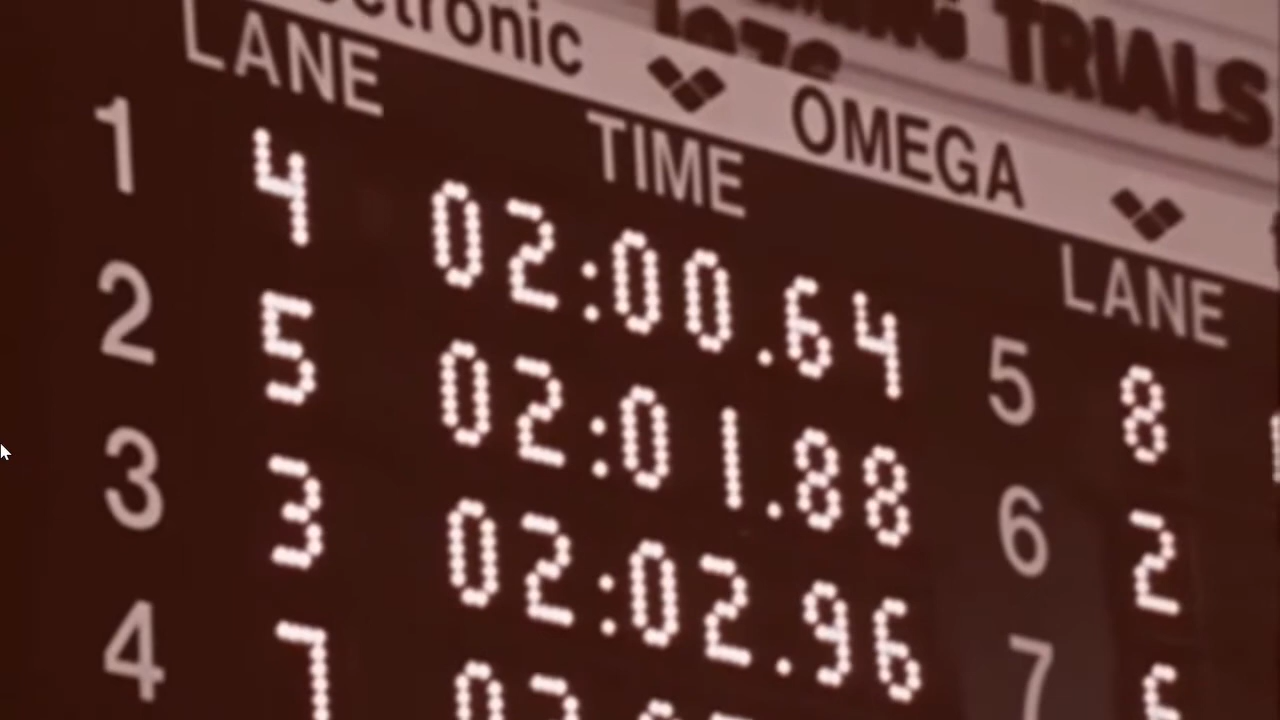 TRIALS
1976
ctronic OMEGA
LANE TIME LANE
1 4 02:00.64 5 8
2 5 02:01.88 6 2
3 3 02:02.96 7 6
4 7